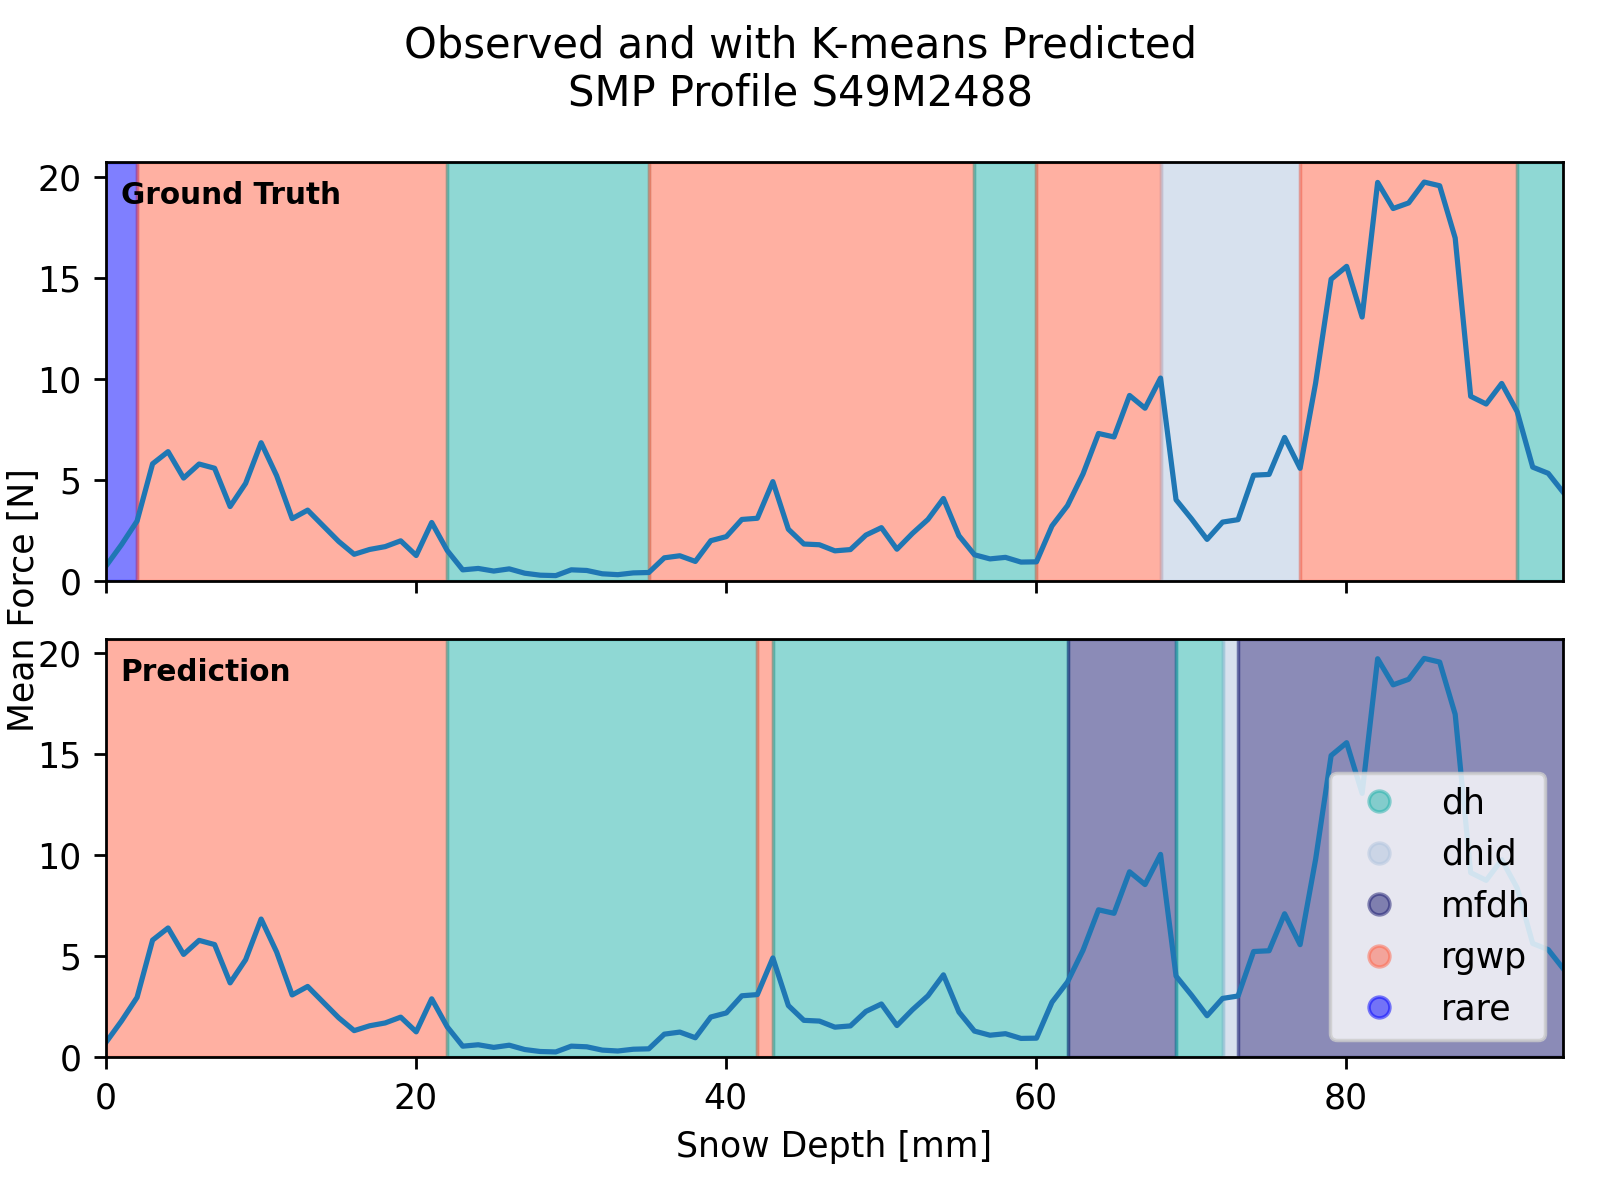 Observed and with K-means Predicted
SMP Profile S49M2488
Mean Force [N]
20
15
10
5
0
Ground Truth
20
15
10
5
0
Prediction
dh
dhid
mfdh
rgwp
rare
0 20 40 60 80
Snow Depth [mm]